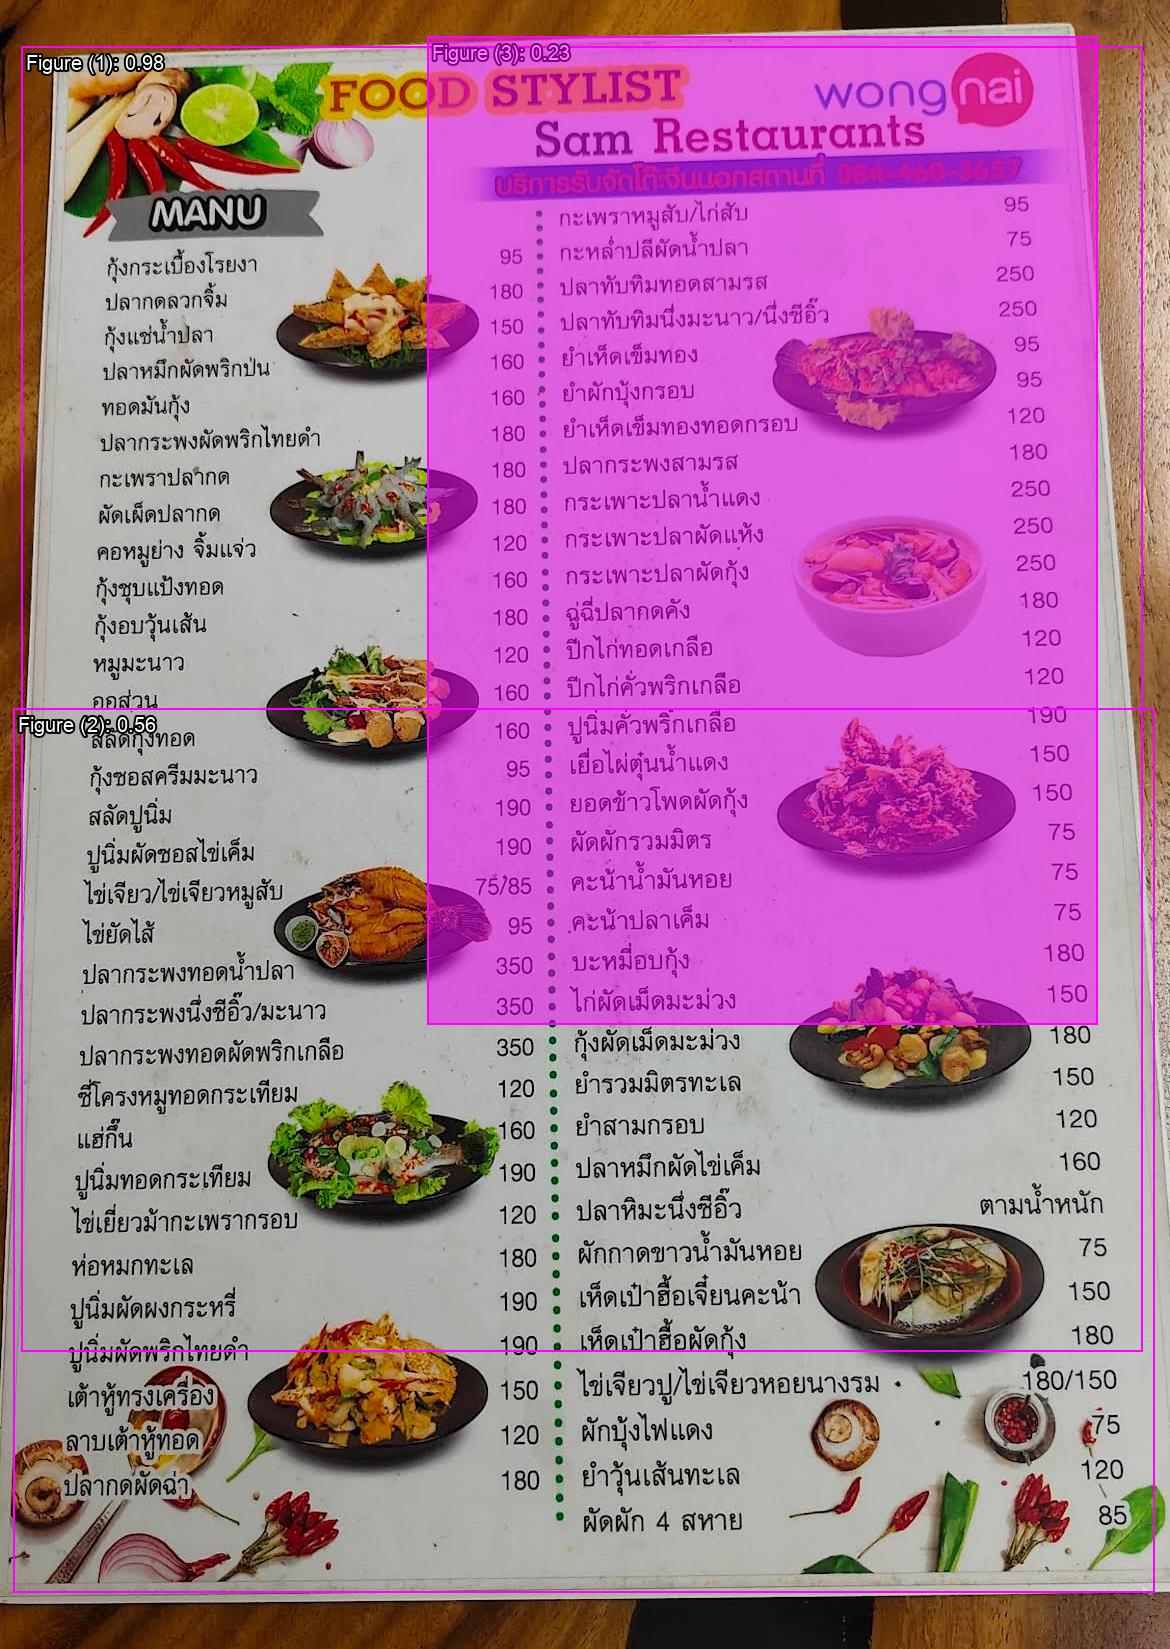 Figure (1): 0.98
Figure (3): 0.23
FOOD STYLIST
wongnai
Sam Restaurants
บริการรับจัดโต๊ะจีนนอกสถานที่ 084-460-3657
MANU
กุ้งกระเบื้องโรยงา 95
ปลากดลวกจิ้ม 180
กุ้งแช่น้ำปลา 150
ปลาหมึกผัดพริกป่น 160
ทอดมันกุ้ง 160
ปลากระพงผัดพริกไทยดำ 180
กะเพราปลากด 180
ผัดเผ็ดปลากด 180
คอหมูย่าง จิ้มแจ่ว 120
กุ้งชุบแป้งทอด 160
กุ้งอบวุ้นเส้น 180
หมูมะนาว 120
ออส่วน 160
Figure (2): 0.56
สลัดกุ้งทอด 160
กุ้งซอสครีมมะนาว 95
สลัดปูนิ่ม 190
ปูนิ่มผัดซอสไข่เค็ม 190
ไข่เจียว/ไข่เจียวหมูสับ 75/85
ไข่ยัดไส้ 95
ปลากระพงทอดน้ำปลา 350
ปลากระพงนึ่งซีอิ๊ว/มะนาว 350
ปลากระพงทอดผัดพริกเกลือ 350
ซี่โครงหมูทอดกระเทียม 120
แฮ่กึ๊น 160
ปูนิ่มทอดกระเทียม 190
ไข่เยี่ยวม้ากะเพรากรอบ 120
ห่อหมกทะเล 180
ปูนิ่มผัดผงกระหรี่ 190
ปูนิ่มผัดพริกไทยดำ 190
เต้าหู้ทรงเครื่อง 150
ลาบเต้าหู้ทอด 120
ปลากดผัดฉ่า 180
กะเพราหมูสับ/ไก่สับ 95
กะหล่ำปลีผัดน้ำปลา 75
ปลาทับทิมทอดสามรส 250
ปลาทับทิมนึ่งมะนาว/นึ่งซีอิ๊ว 250
ยำเห็ดเข็มทอง 95
ยำผักบุ้งกรอบ 95
ยำเห็ดเข็มทองทอดกรอบ 120
ปลากระพงสามรส 180
กระเพาะปลาน้ำแดง 250
กระเพาะปลาผัดแห้ง 250
กระเพาะปลาผัดกุ้ง 250
ฉู่ฉี่ปลากดคัง 180
ปีกไก่ทอดเกลือ 120
ปีกไก่คั่วพริกเกลือ 120
ปูนิ่มคั่วพริกเกลือ 190
เยื่อไผ่ตุ๋นน้ำแดง 150
ยอดข้าวโพดผัดกุ้ง 150
ผัดผักรวมมิตร 75
คะน้าน้ำมันหอย 75
คะน้าปลาเค็ม 75
บะหมี่อบกุ้ง 180
ไก่ผัดเม็ดมะม่วง 150
กุ้งผัดเม็ดมะม่วง 180
ยำรวมมิตรทะเล 150
ยำสามกรอบ 120
ปลาหมึกผัดไข่เค็ม 160
ปลาหิมะนึ่งซีอิ๊ว ตามน้ำหนัก
ผักกาดขาวน้ำมันหอย 75
เห็ดเป๋าฮื้อเจี๋ยนคะน้า 150
เห็ดเป๋าฮื้อผัดกุ้ง 180
ไข่เจียวปู/ไข่เจียวหอยนางรม 180/150
ผักบุ้งไฟแดง 75
ยำวุ้นเส้นทะเล 120
ผัดผัก 4 สหาย 85